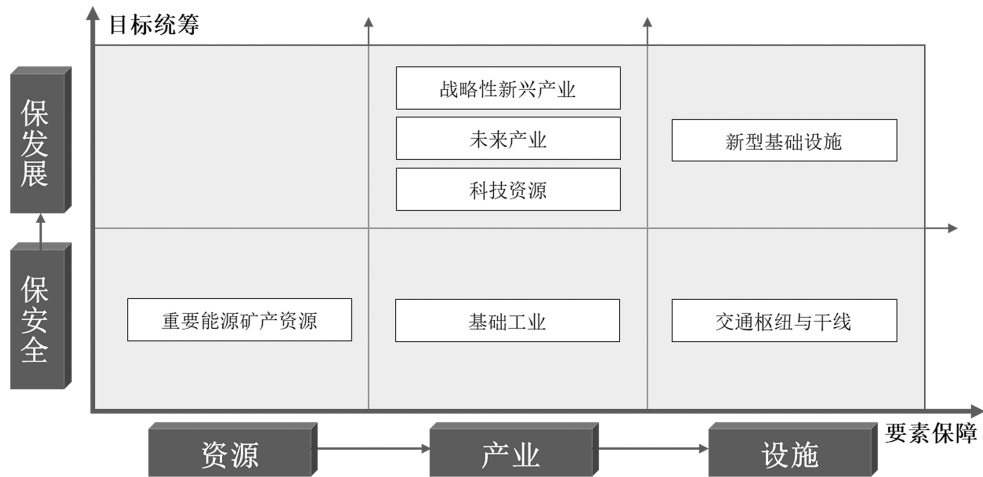 目标统筹
保发展
战略性新兴产业
未来产业
新型基础设施
科技资源
保安全
重要能源矿产资源
基础工业
交通枢纽与干线
要素保障
资源
产业
设施